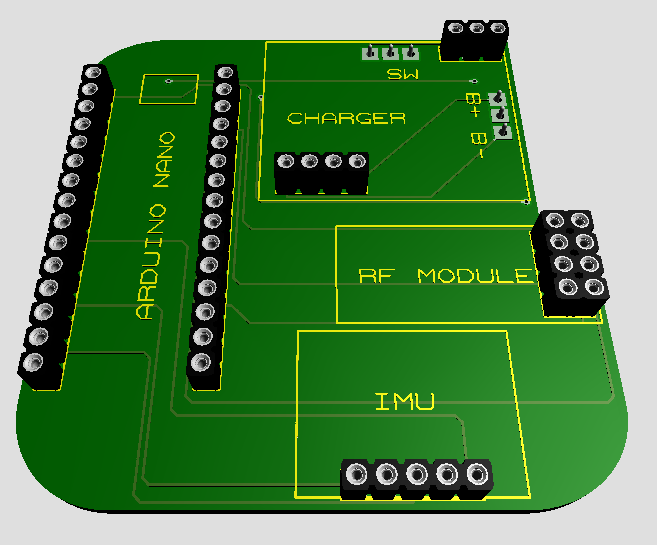 SW
B+
CHARGER
B-
ARDUINO NANO
RF MODULE
IMU